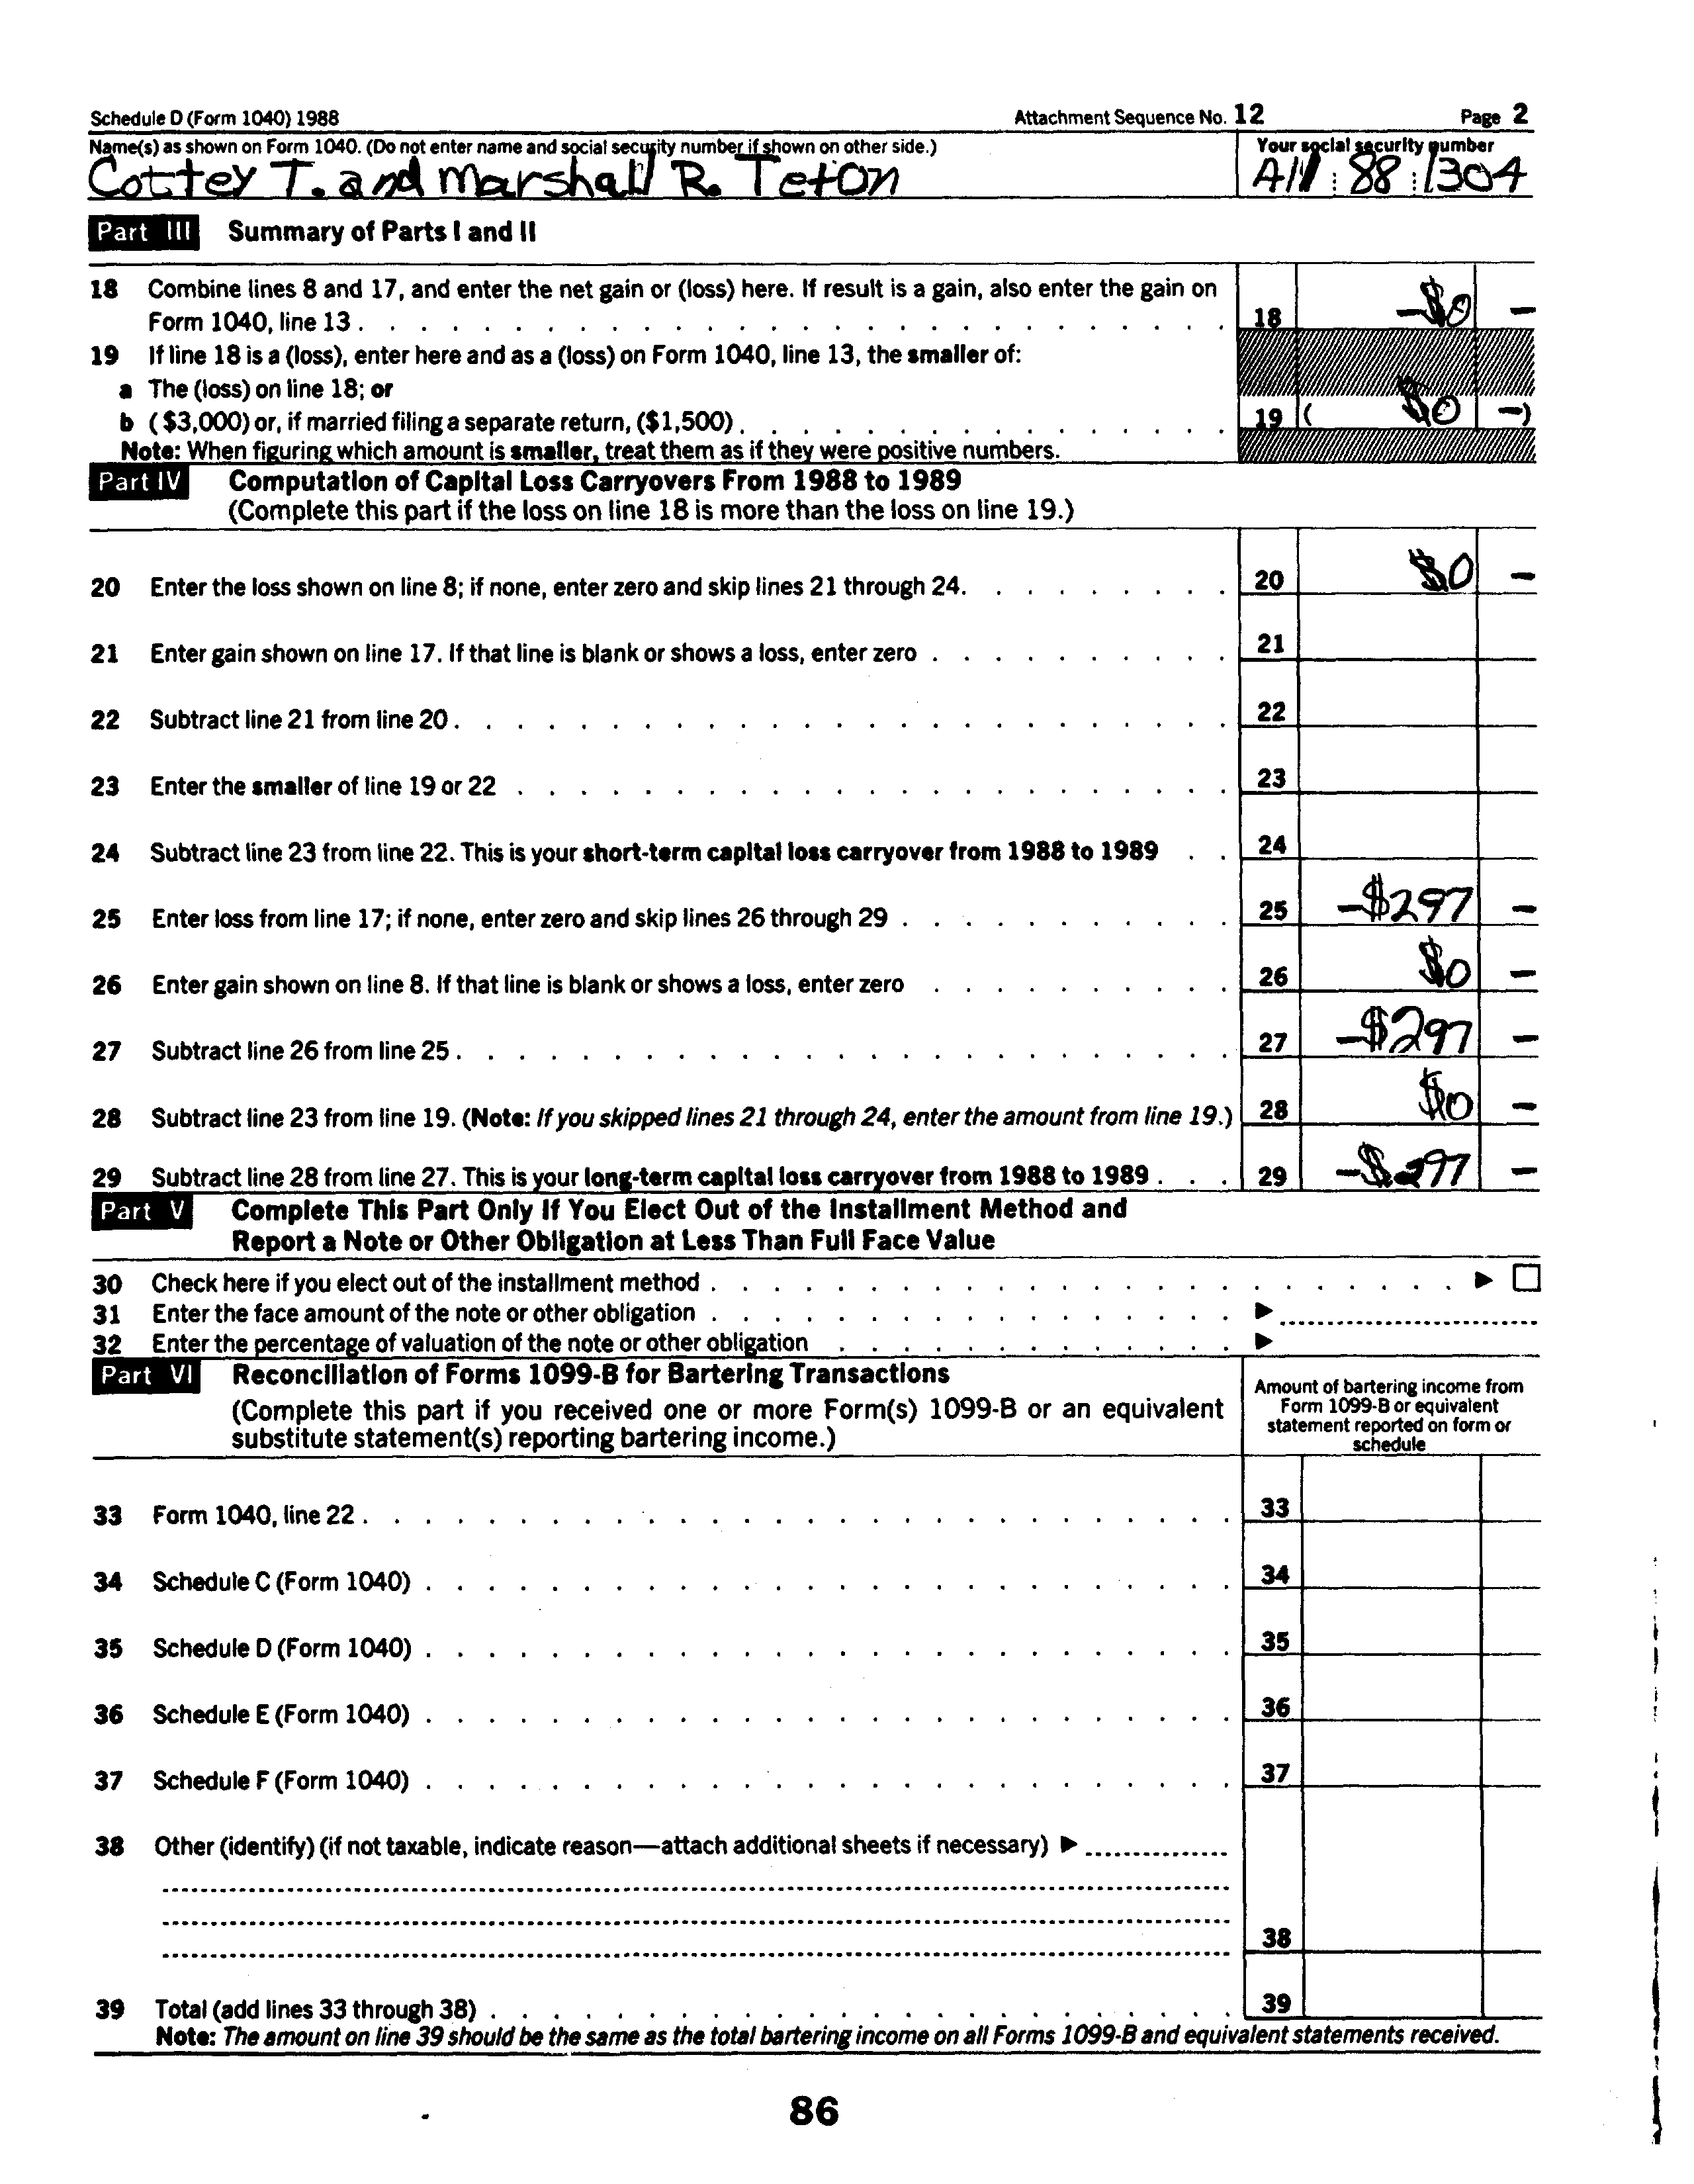 Schedule D (Form 1040) 1988 Attachment Sequence No. 12 Page 2
Name(s) as shown on Form 1040. (Do not enter name and social security number if shown on other side.) Your social security number
Cottey T. and Marshall R. Teton 88 1304
Part III Summary of Parts I and II
18 Combine lines 8 and 17, and enter the net gain or (loss) here. If result is a gain, also enter the gain on
Form 1040, line 13 . 18 -$0 -
19 If line 18 is a (loss), enter here and as a (loss) on Form 1040, line 13, the smaller of:
a The (loss) on line 18; or
b ($3,000) or, if married filing a separate return, ($1,500) . 19 ( $0 -)
Note: When figuring which amount is smaller, treat them as if they were positive numbers.
Part IV Computation of Capital Loss Carryovers From 1988 to 1989
(Complete this part if the loss on line 18 is more than the loss on line 19.)
20 Enter the loss shown on line 8; if none, enter zero and skip lines 21 through 24. 20 $0 -
21 Enter gain shown on line 17. If that line is blank or shows a loss, enter zero . 21
22 Subtract line 21 from line 20 . 22
23 Enter the smaller of line 19 or 22 . 23
24 Subtract line 23 from line 22. This is your short-term capital loss carryover from 1988 to 1989 . 24
25 Enter loss from line 17; if none, enter zero and skip lines 26 through 29 . 25 -$297 -
26 Enter gain shown on line 8. If that line is blank or shows a loss, enter zero . 26 $0 -
27 Subtract line 26 from line 25 . 27 -$297 -
28 Subtract line 23 from line 19. (Note: If you skipped lines 21 through 24, enter the amount from line 19.) 28 $0 -
29 Subtract line 28 from line 27. This is your long-term capital loss carryover from 1988 to 1989 . 29 -$297 -
Part V Complete This Part Only If You Elect Out of the Installment Method and
Report a Note or Other Obligation at Less Than Full Face Value
30 Check here if you elect out of the installment method . ▶ ☐
31 Enter the face amount of the note or other obligation . ▶
32 Enter the percentage of valuation of the note or other obligation . ▶
Part VI Reconciliation of Forms 1099-B for Bartering Transactions
(Complete this part if you received one or more Form(s) 1099-B or an equivalent
substitute statement(s) reporting bartering income.)
Amount of bartering income from
Form 1099-B or equivalent
statement reported on form or
schedule
33 Form 1040, line 22 . 33
34 Schedule C (Form 1040) . 34
35 Schedule D (Form 1040) . 35
36 Schedule E (Form 1040) . 36
37 Schedule F (Form 1040) . 37
38 Other (identify) (if not taxable, indicate reason—attach additional sheets if necessary) ▶
38
39 Total (add lines 33 through 38) . 39
Note: The amount on line 39 should be the same as the total bartering income on all Forms 1099-B and equivalent statements received.
86